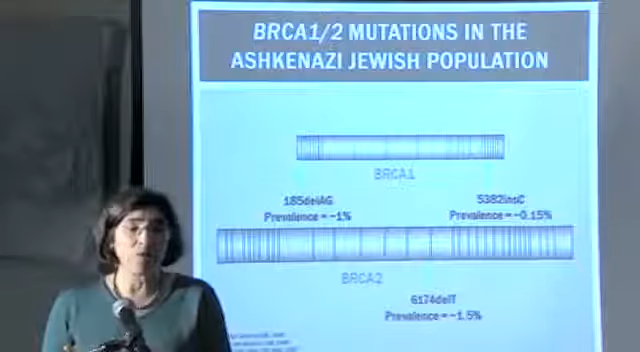 BRCA1/2 MUTATIONS IN THE
ASHKENAZI JEWISH POPULATION
BRCA1
185delAG
Prevalence = ~1%
5382insC
Prevalence = ~0.15%
BRCA2
6174delT
Prevalence = ~1.5%